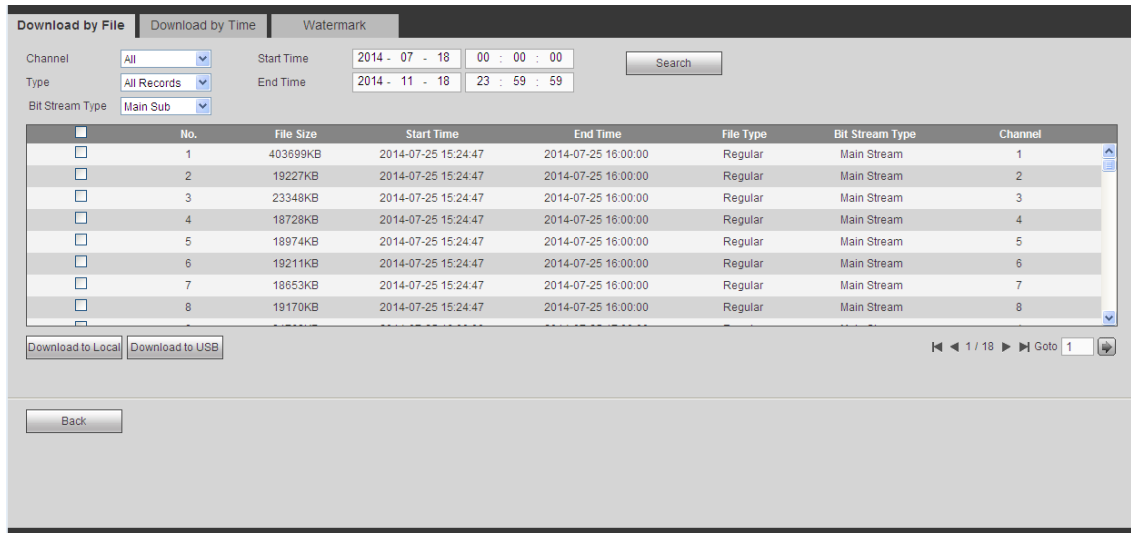 Download by File Download by Time Watermark
Channel All Start Time 2014 - 07 - 18 00 : 00 : 00 Search
Type All Records End Time 2014 - 11 - 18 23 : 59 : 59
Bit Stream Type Main Sub
No. File Size Start Time End Time File Type Bit Stream Type Channel
1 403699KB 2014-07-25 15:24:47 2014-07-25 16:00:00 Regular Main Stream 1
2 19227KB 2014-07-25 15:24:47 2014-07-25 16:00:00 Regular Main Stream 2
3 23348KB 2014-07-25 15:24:47 2014-07-25 16:00:00 Regular Main Stream 3
4 18728KB 2014-07-25 15:24:47 2014-07-25 16:00:00 Regular Main Stream 4
5 18974KB 2014-07-25 15:24:47 2014-07-25 16:00:00 Regular Main Stream 5
6 19211KB 2014-07-25 15:24:47 2014-07-25 16:00:00 Regular Main Stream 6
7 18653KB 2014-07-25 15:24:47 2014-07-25 16:00:00 Regular Main Stream 7
8 19170KB 2014-07-25 15:24:47 2014-07-25 16:00:00 Regular Main Stream 8
Download to Local Download to USB 1 / 18 Goto 1
Back